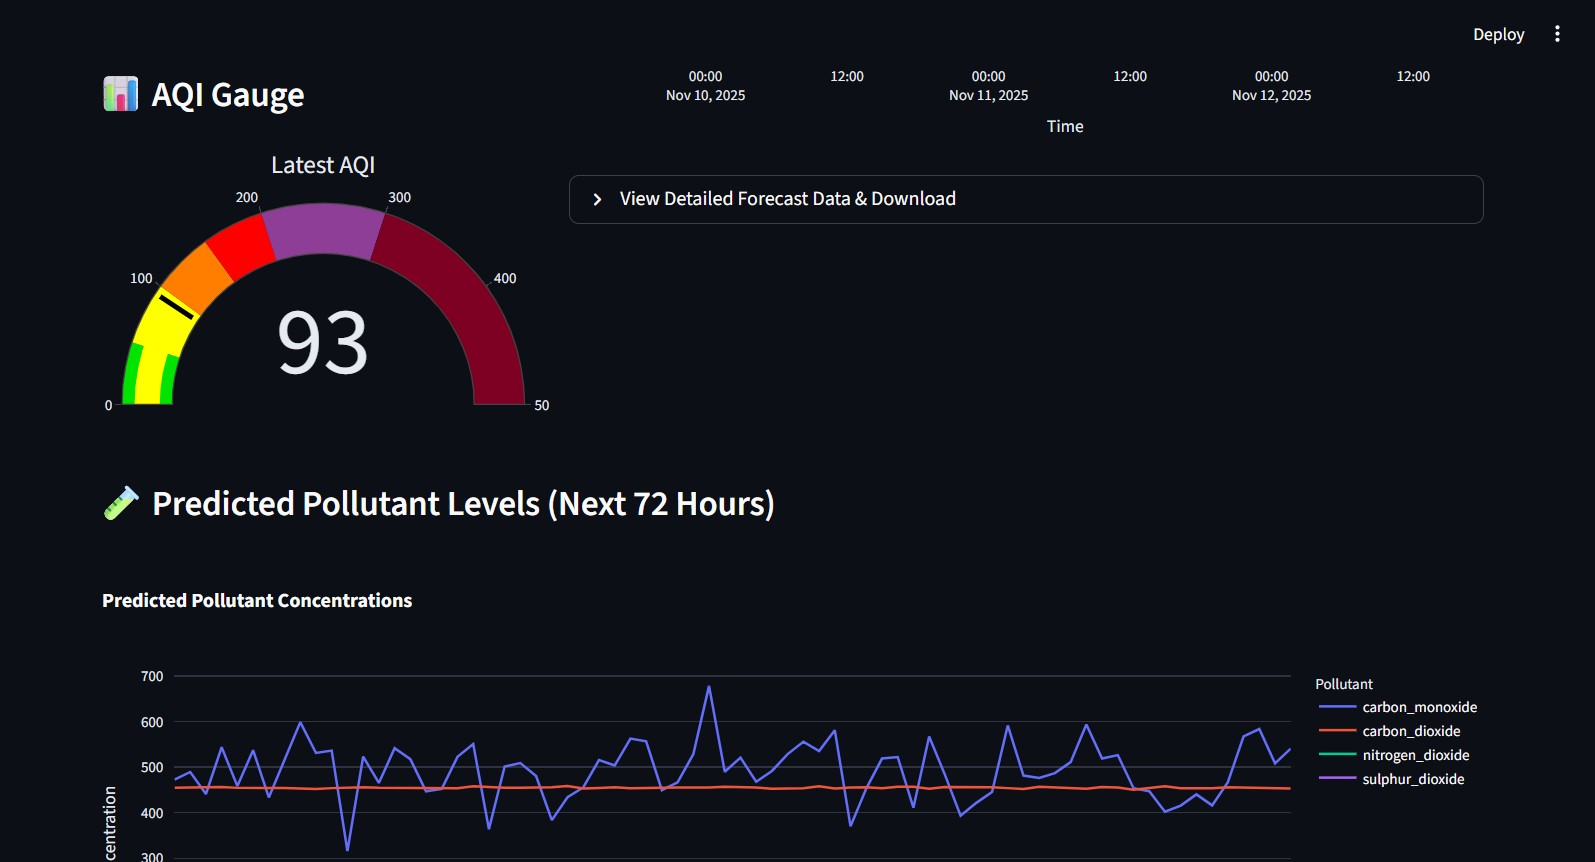 Deploy
AQI Gauge
00:00 12:00 00:00 12:00 00:00 12:00
Nov 10, 2025 Nov 11, 2025 Nov 12, 2025
Time
Latest AQI
View Detailed Forecast Data & Download
200 300
100 400
93
0 50
Predicted Pollutant Levels (Next 72 Hours)
Predicted Pollutant Concentrations
700
600
500
400
300
centration
Pollutant
carbon_monoxide
carbon_dioxide
nitrogen_dioxide
sulphur_dioxide